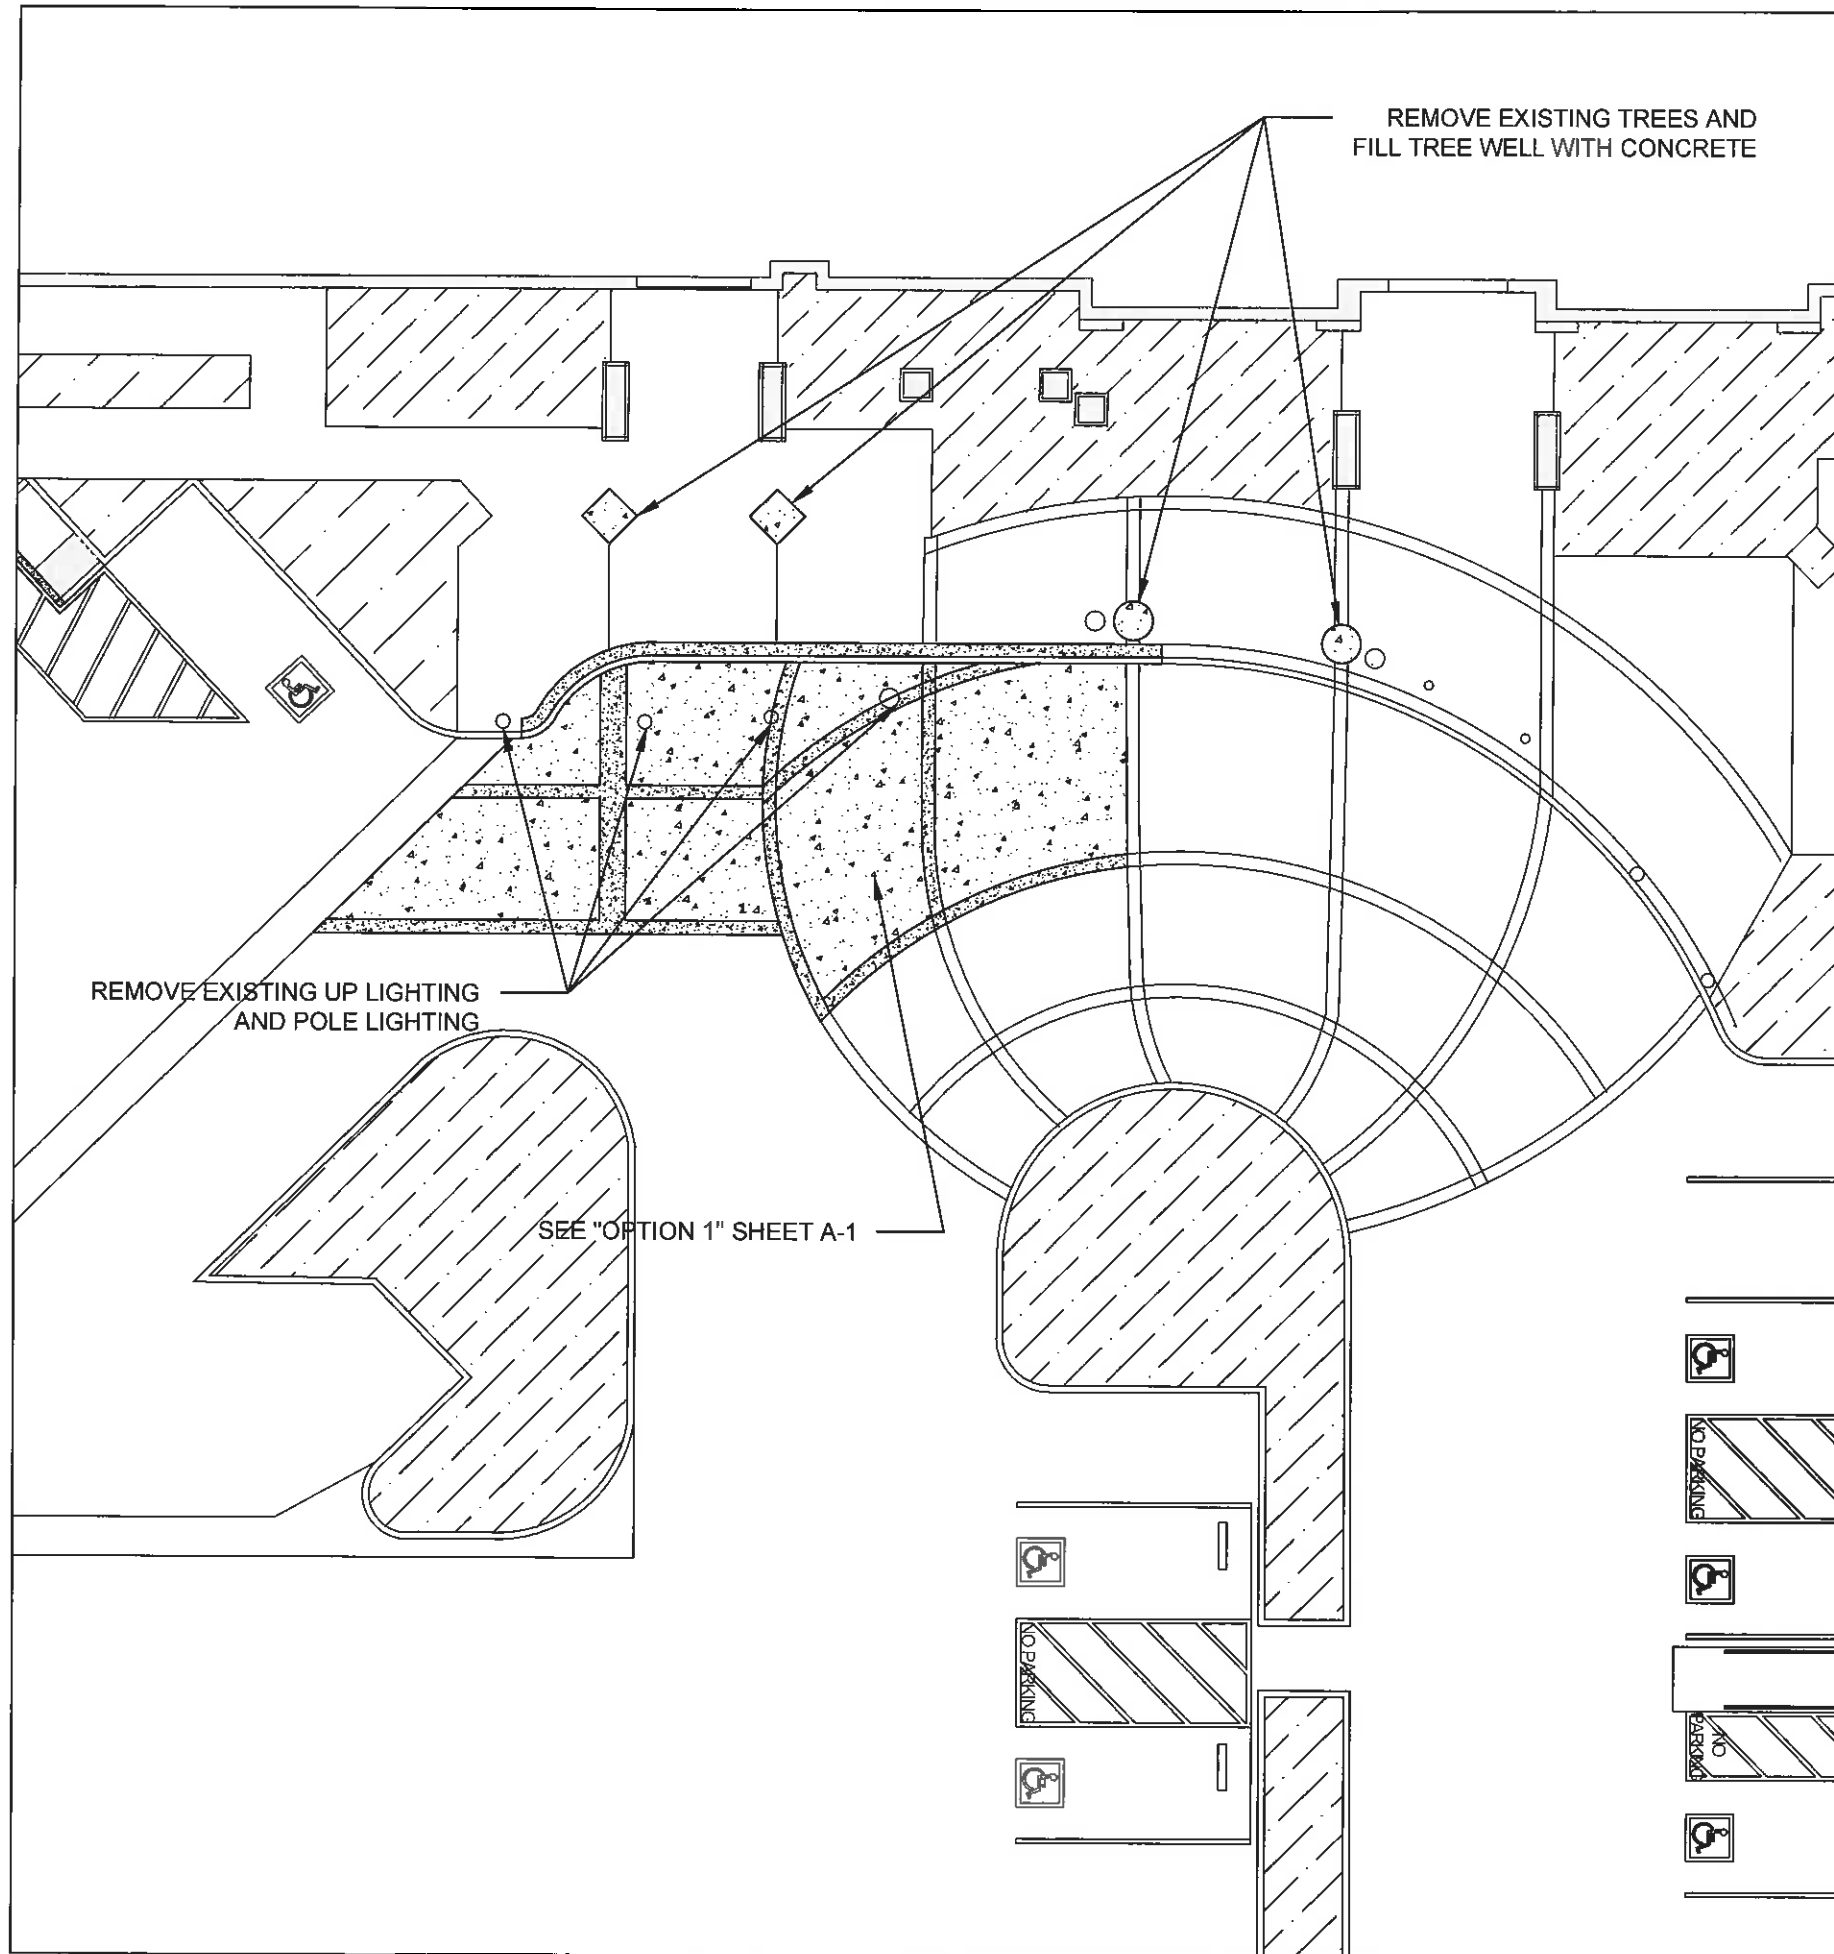 REMOVE EXISTING TREES AND
FILL TREE WELL WITH CONCRETE
REMOVE EXISTING UP LIGHTING
AND POLE LIGHTING
SEE "OPTION 1" SHEET A-1
NO PARKING
NO PARKING
NO
PARKING